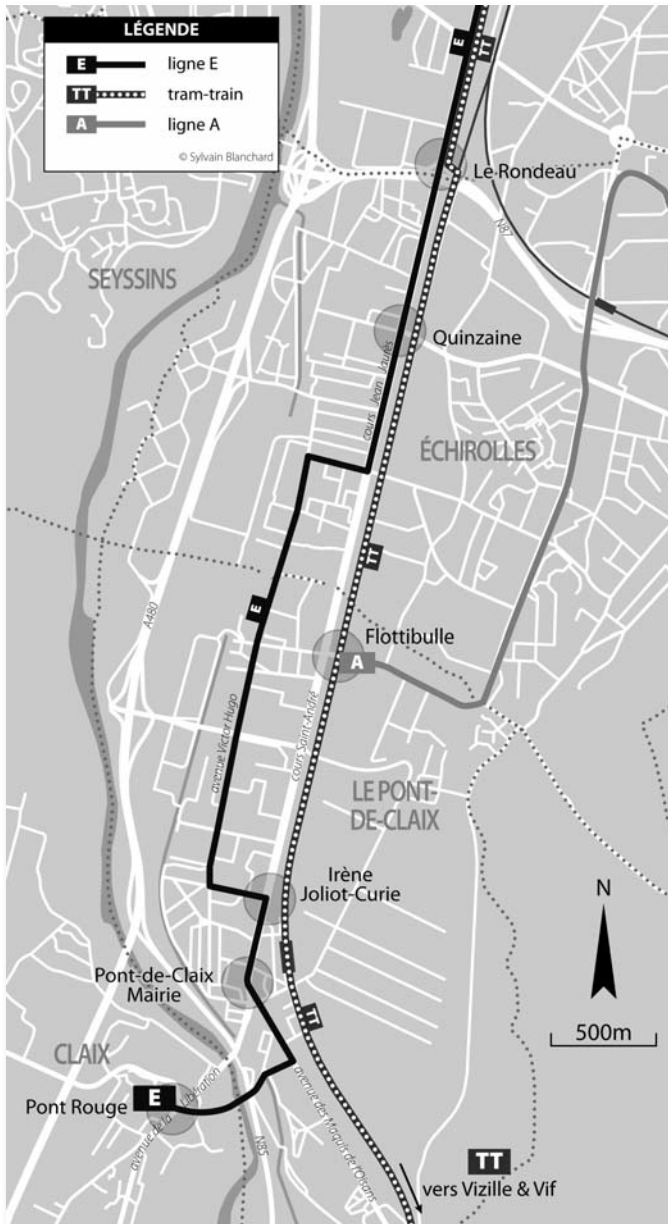 LÉGENDE
E ligne E
TT tram-train
A ligne A
© Sylvain Blanchard
E
TT
Le Rondeau
N87
SEYSSINS
Quinzaine
cours Jean Jaurès
ÉCHIROLLES
TT
E
A480
Flottibulle
A
avenue Victor Hugo
cours Saint-André
LE PONT-
DE-CLAIX
Irène
Joliot-Curie
N
Pont-de-Claix
Mairie
500m
TT
CLAIX
E
Pont Rouge
avenue de la Libération
N85
avenue des Maquis de l'Oisans
TT
vers Vizille & Vif